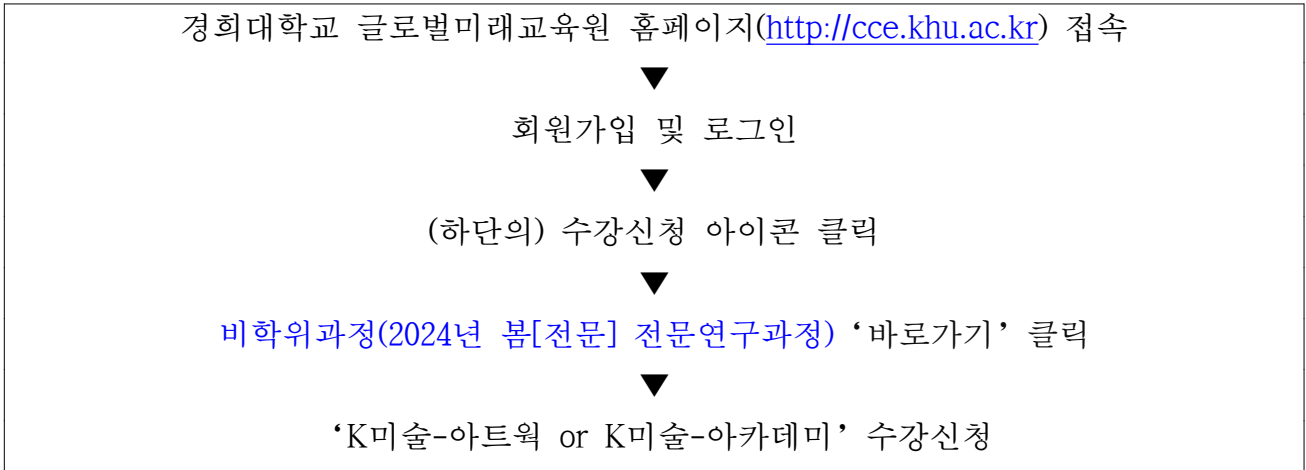 경희대학교 글로벌미래교육원 홈페이지(http://cce.khu.ac.kr) 접속
▼
회원가입 및 로그인
▼
(하단의) 수강신청 아이콘 클릭
▼
비학위과정(2024년 봄[전문] 전문연구과정) ‘바로가기’ 클릭
▼
‘K미술-아트웍 or K미술-아카데미’ 수강신청